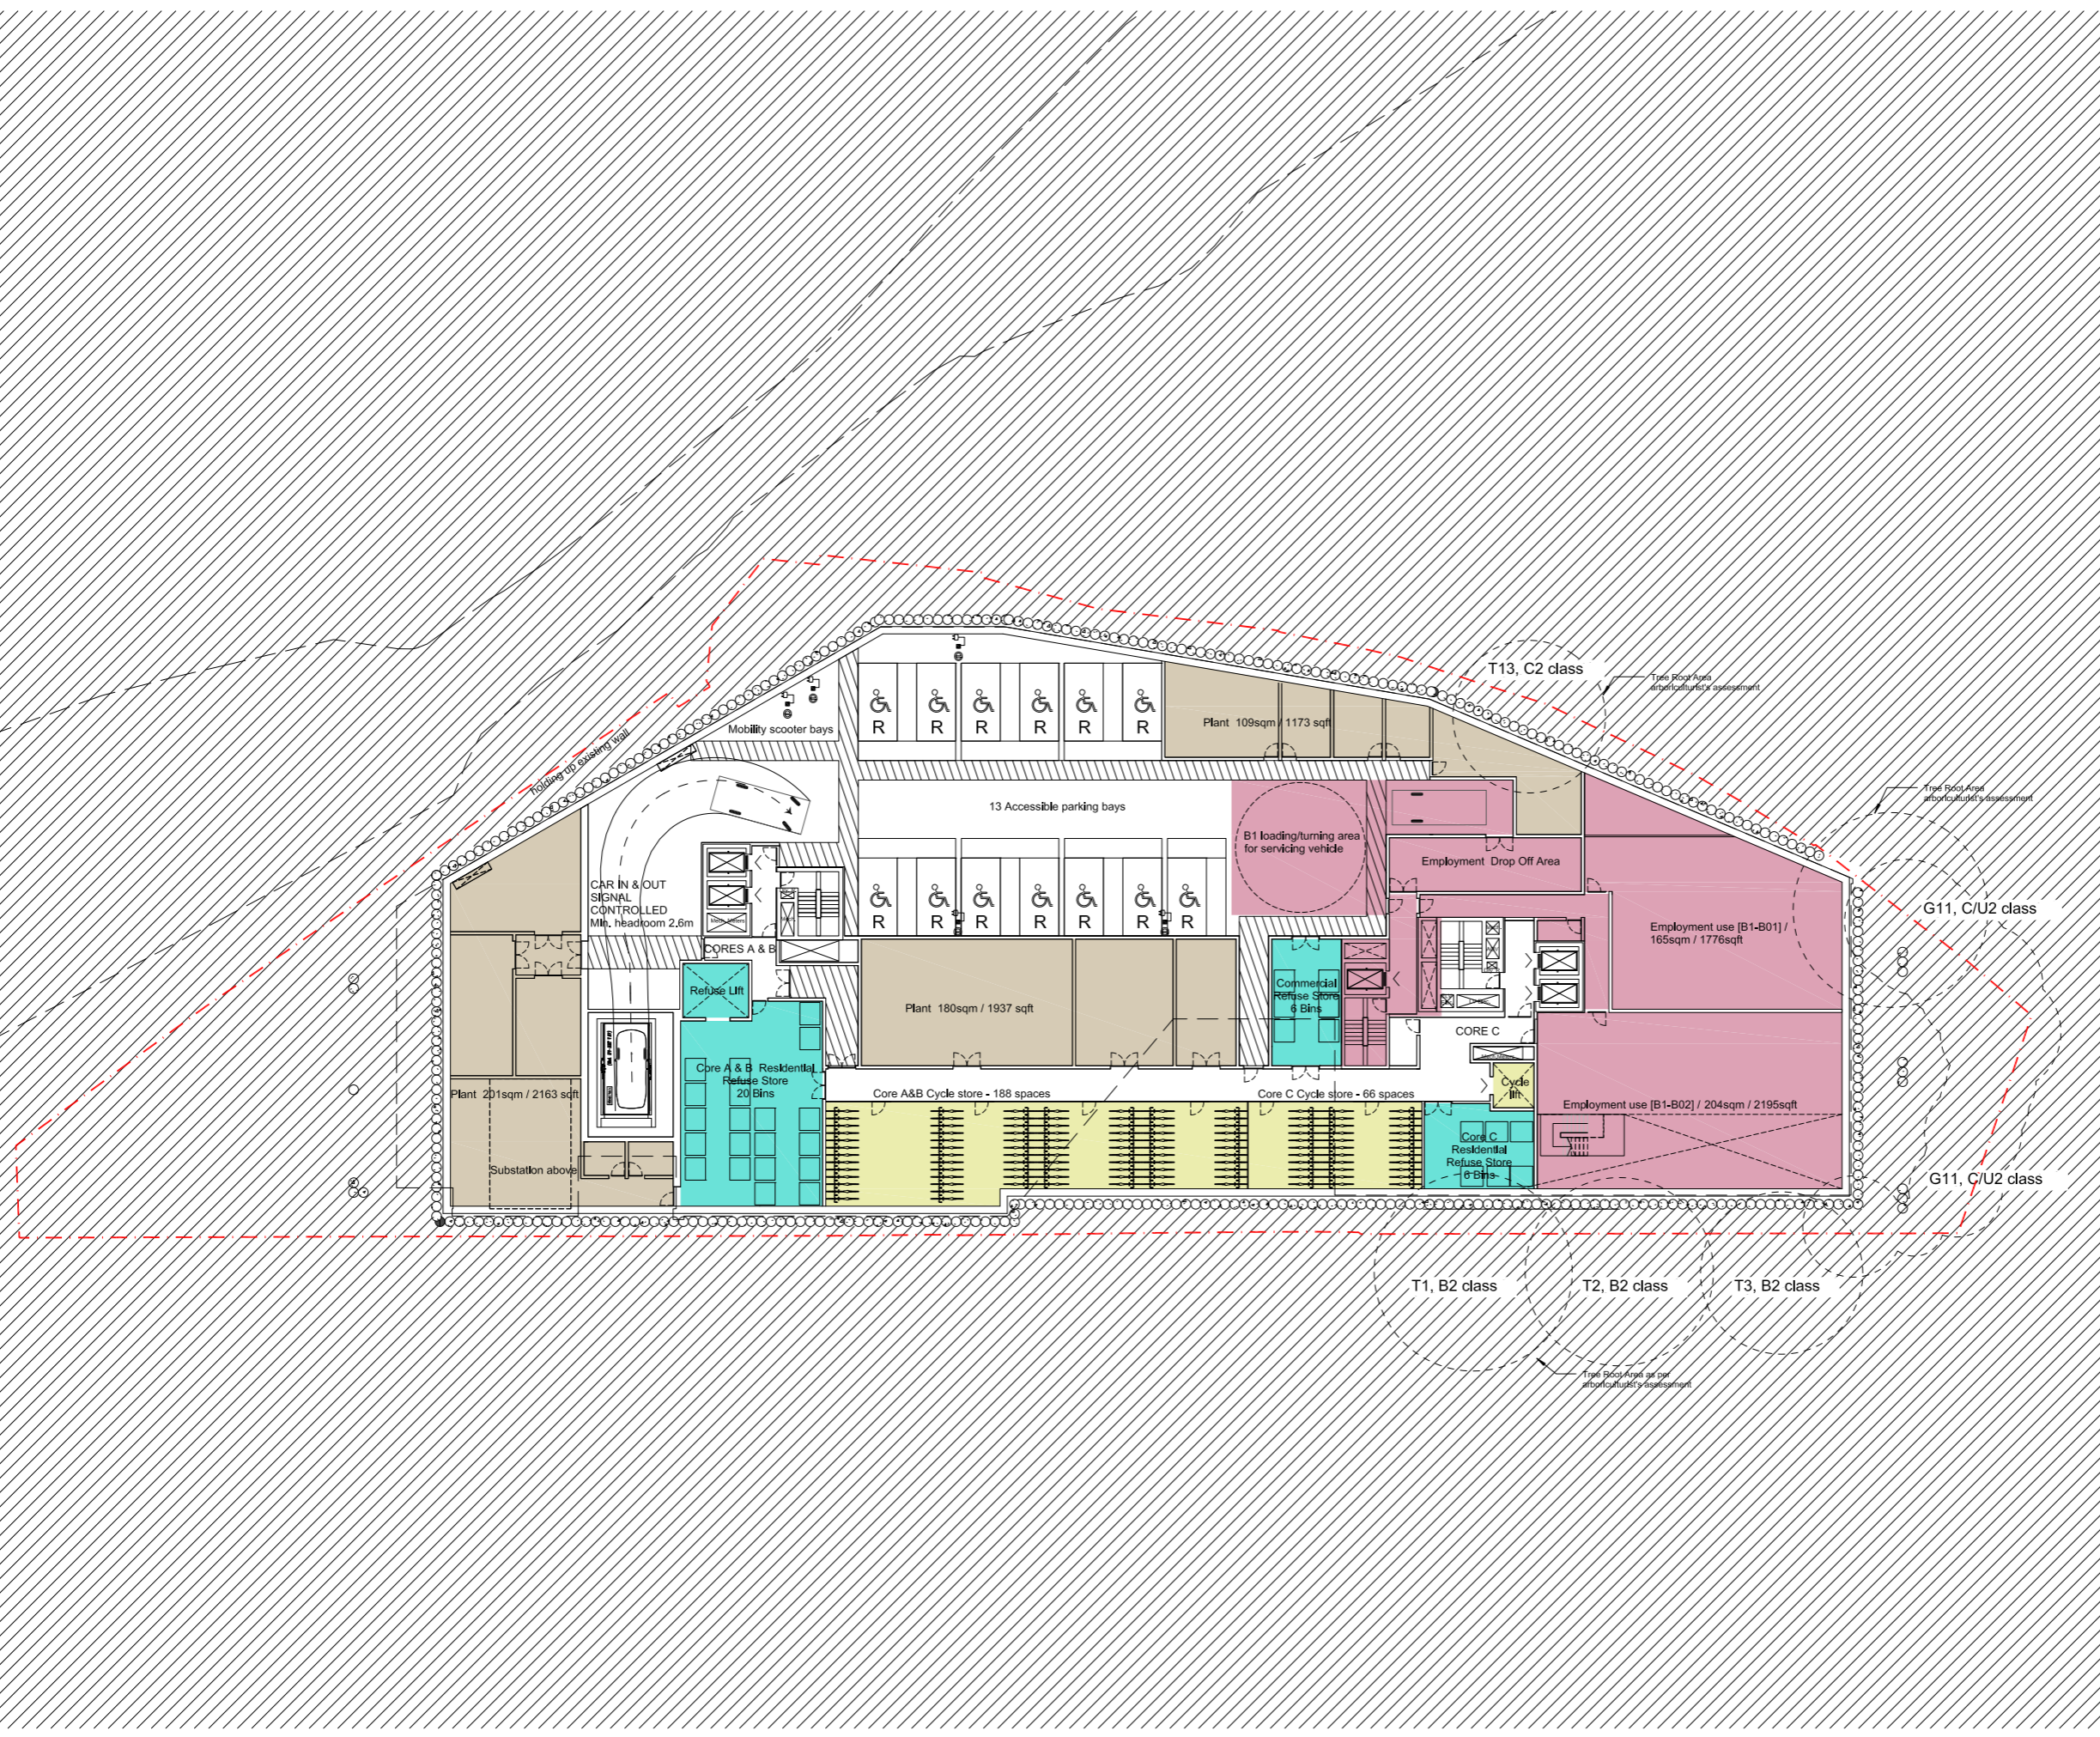 T13, C2 class
Tree Root Area
arboriculturist's assessment
holding up existing wall
Mobility scooter bays
R
R
R
R
R
R
Plant 109sqm / 1173 sqft
Tree Root Area
arboriculturist's assessment
13 Accessible parking bays
B1 loading/turning area
for servicing vehicle
Employment Drop Off Area
CAR IN & OUT
SIGNAL
CONTROLLED
Min. headroom 2.6m
R
R
R
R
R
R
R
G11, C/U2 class
Employment use [B1-B01] /
165sqm / 1776sqft
CORES A & B
Refuse Lift
Plant 180sqm / 1937 sqft
Commercial
Refuse Store
6 Bins
CORE C
Core A & B Residential
Refuse Store
20 Bins
Plant 201sqm / 2163 sqft
Core A&B Cycle store - 188 spaces
Core C Cycle store - 66 spaces
Cycle
lift
Employment use [B1-B02] / 204sqm / 2195sqft
Core C
Residential
Refuse Store
6 Bins
Substation above
G11, C/U2 class
T1, B2 class
T2, B2 class
T3, B2 class
Tree Root Area as per
arboriculturist's assessment